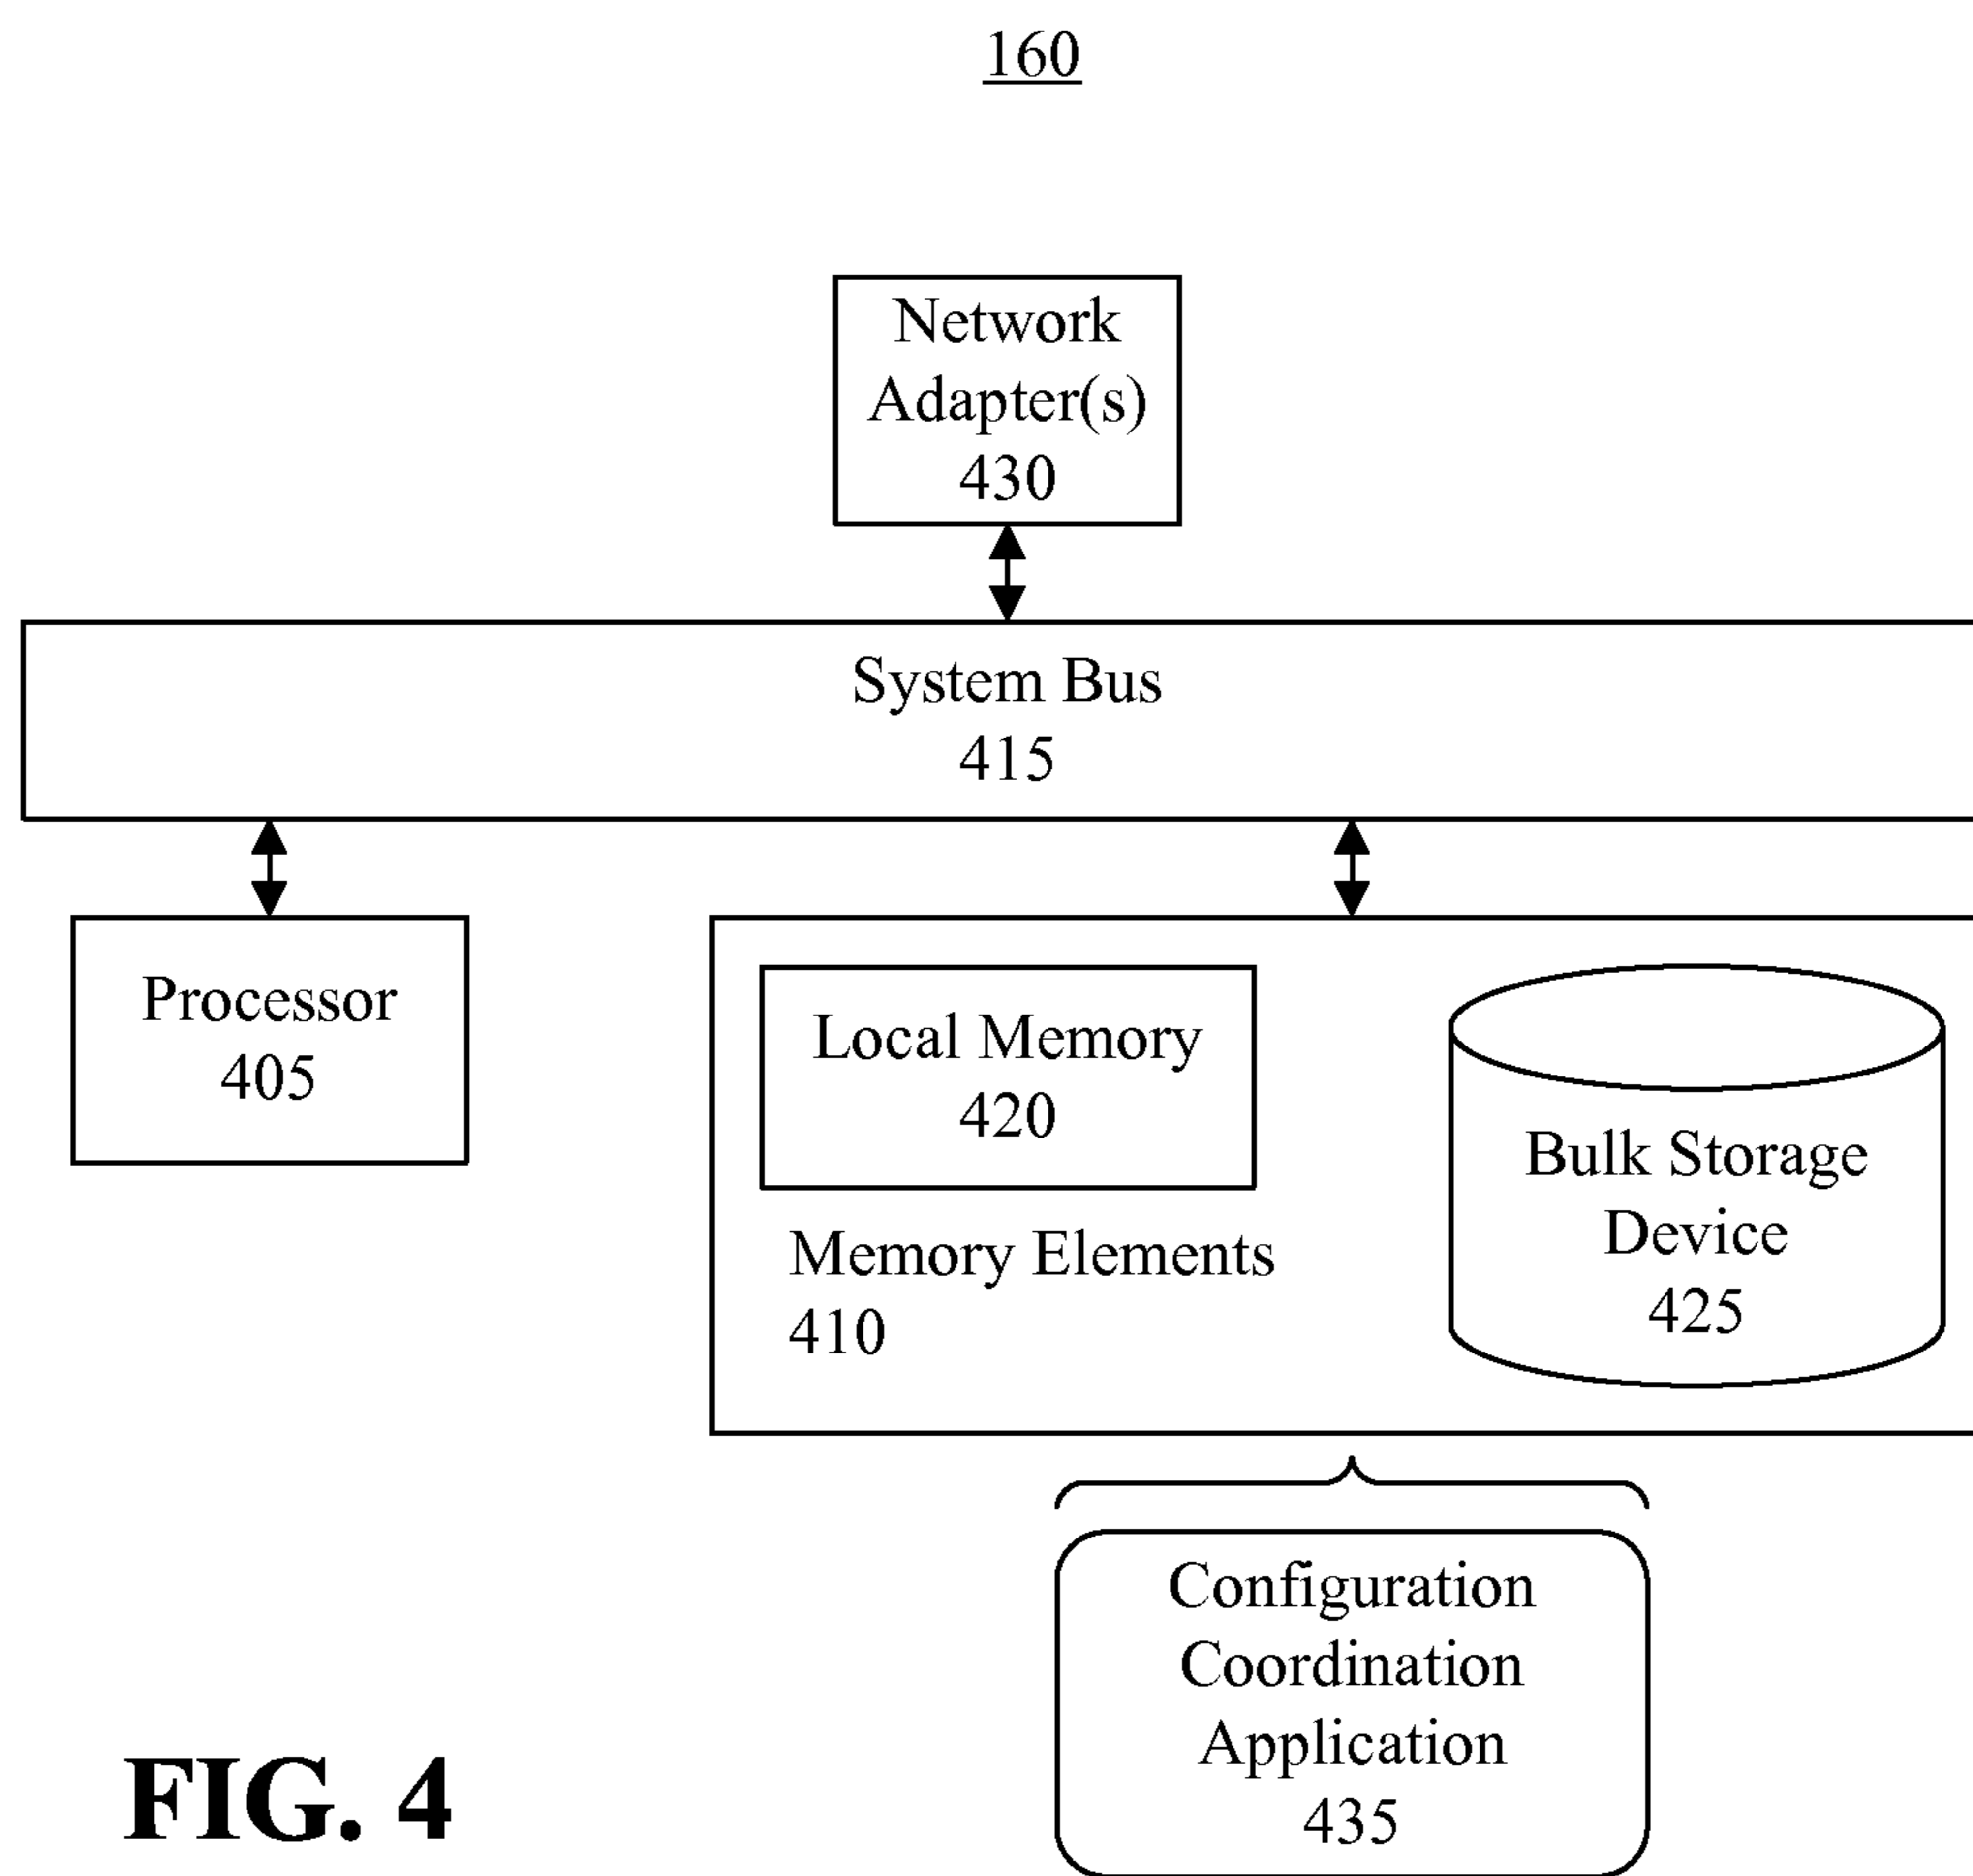 160
Network
Adapter(s)
430
System Bus
415
Processor
405
Local Memory
420
Memory Elements
410
Bulk Storage
Device
425
Configuration
Coordination
Application
435
FIG. 4